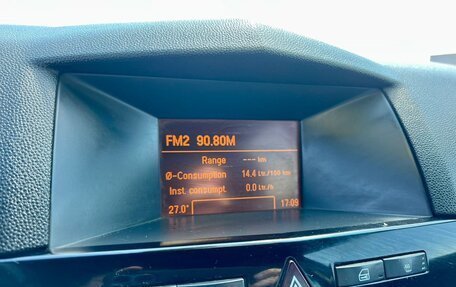 FM2 90.80M
Range --- km
Ø-Consumption 14.4 Ltr./100 km
Inst. consumpt. 0.0 Ltr./h
27.0° 17:09